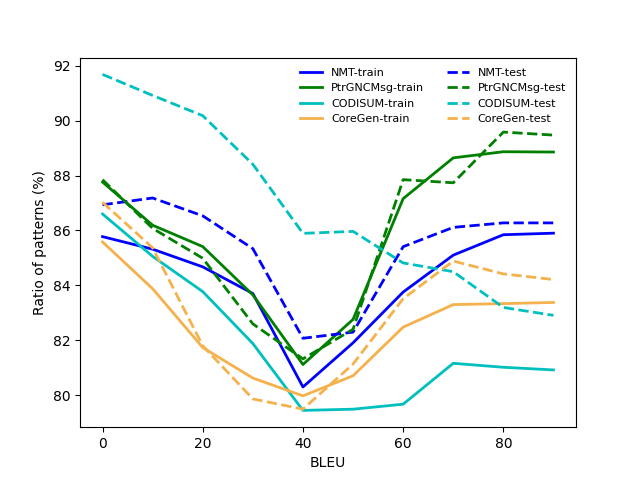 92
90
88
86
84
82
80
0
20
40
60
80
BLEU
Ratio of patterns (%)
NMT-train
PtrGNCMsg-train
CODISUM-train
CoreGen-train
NMT-test
PtrGNCMsg-test
CODISUM-test
CoreGen-test